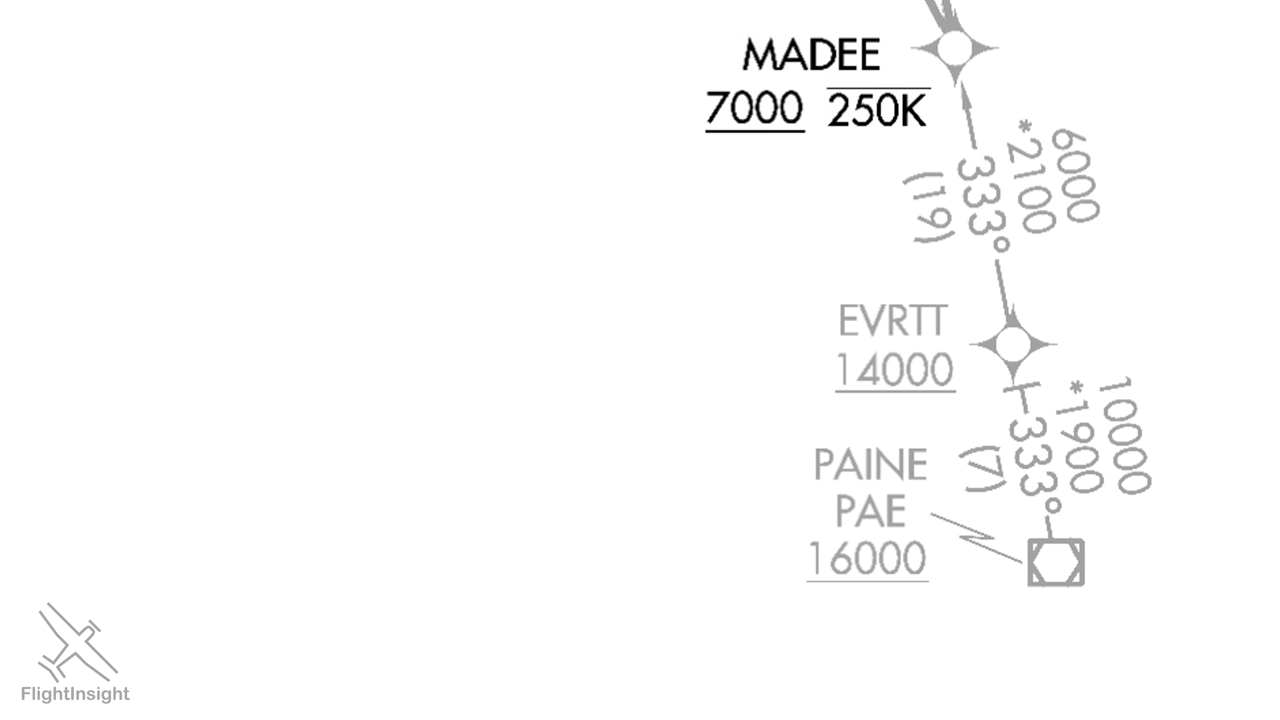 MADEE
7000 250K
6000
*2100
333°
(19)
EVRTT
14000
10000
*1900
333°
(7)
PAINE
PAE
16000
FlightInsight